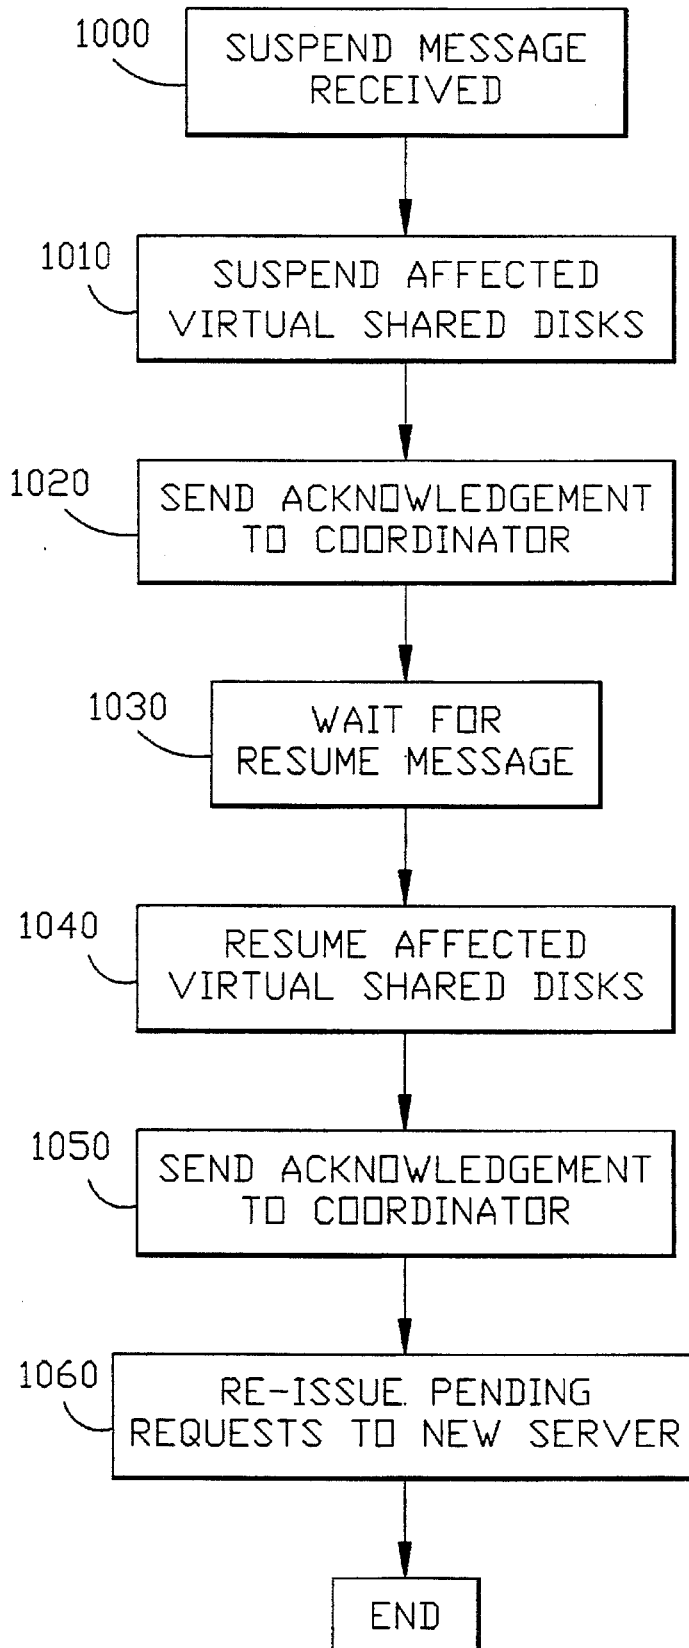 1000
SUSPEND MESSAGE
RECEIVED
1010
SUSPEND AFFECTED
VIRTUAL SHARED DISKS
1020
SEND ACKNOWLEDGEMENT
TO COORDINATOR
1030
WAIT FOR
RESUME MESSAGE
1040
RESUME AFFECTED
VIRTUAL SHARED DISKS
1050
SEND ACKNOWLEDGEMENT
TO COORDINATOR
1060
RE-ISSUE PENDING
REQUESTS TO NEW SERVER
END